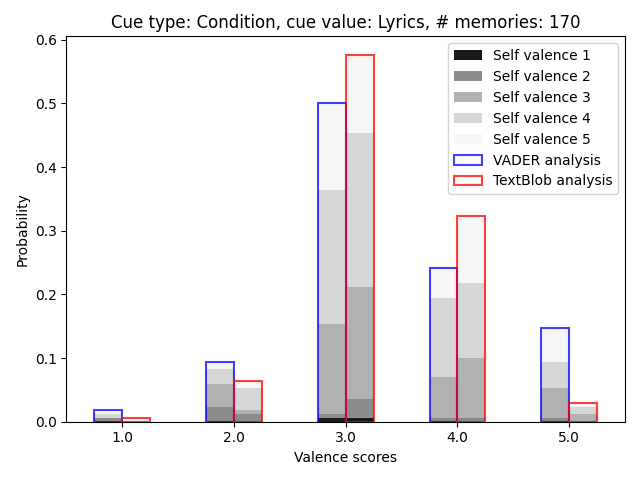 Cue type: Condition, cue value: Lyrics, # memories: 170
Self valence 1
Self valence 2
Self valence 3
Self valence 4
Self valence 5
VADER analysis
TextBlob analysis
Probability
0.6
0.5
0.4
0.3
0.2
0.1
0.0
1.0 2.0 3.0 4.0 5.0
Valence scores